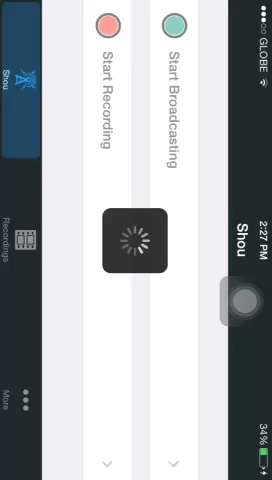 GLOBE 2:27 PM 34%
Shou
Start Broadcasting
Start Recording
Shou Recordings More